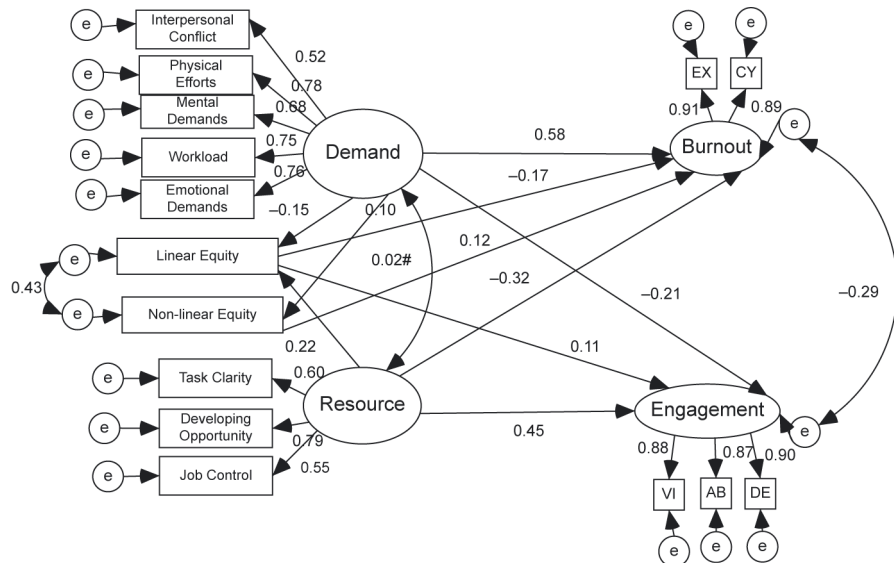 e
Interpersonal
Conflict
0.52
e
Physical
Efforts
0.78
e
Mental
Demands
0.68
e
Workload
0.75
e
Emotional
Demands
0.76
Demand
e
EX
e
CY
0.91
0.89
e
Burnout
0.58
–0.17
–0.15
0.10
0.12
0.02#
–0.32
–0.21
–0.29
0.43
e
Linear Equity
e
Non-linear Equity
0.22
0.11
e
Task Clarity
0.60
e
Developing
Opportunity
0.79
e
Job Control
0.55
Resource
0.45
Engagement
e
0.88
0.87
0.90
VI
AB
DE
e
e
e